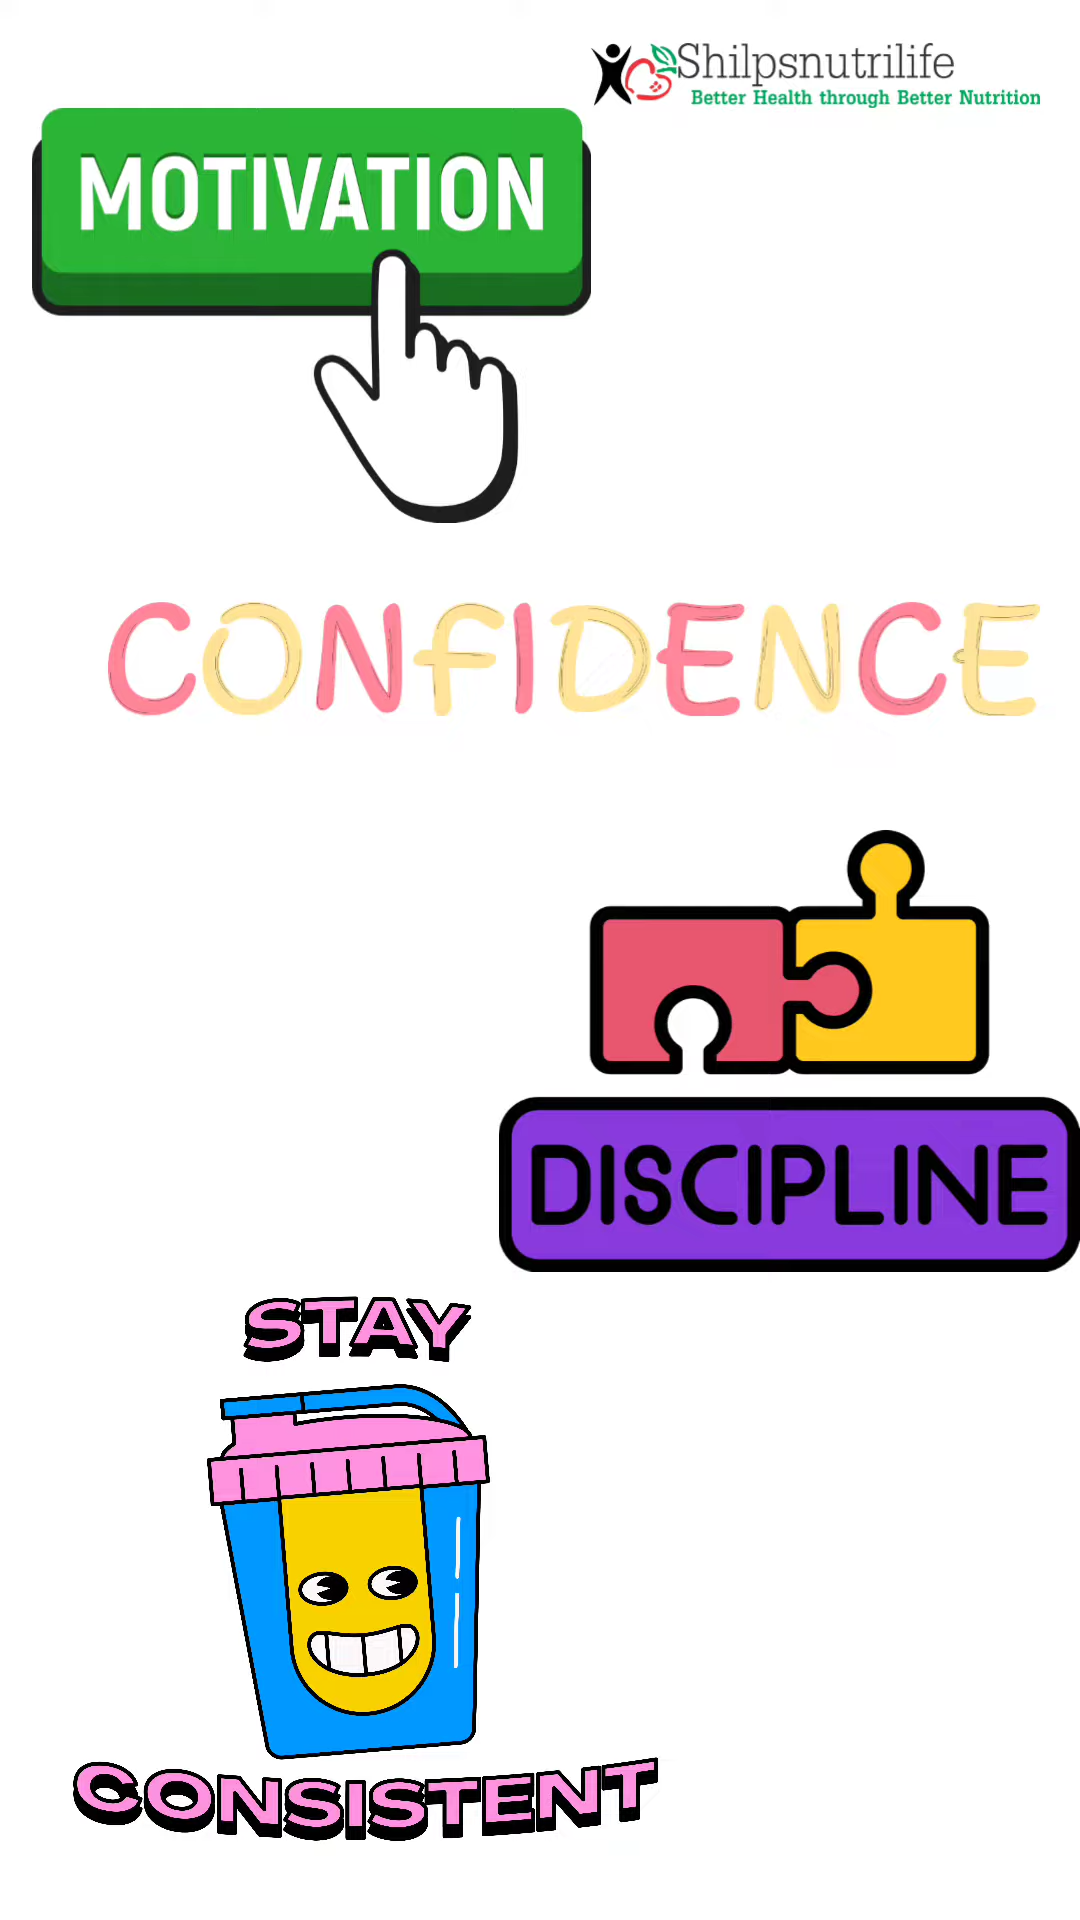 Shilpsnutrilife
Better Health through Better Nutrition
MOTIVATION
CONFIDENCE
DISCIPLINE
STAY
CONSISTENT